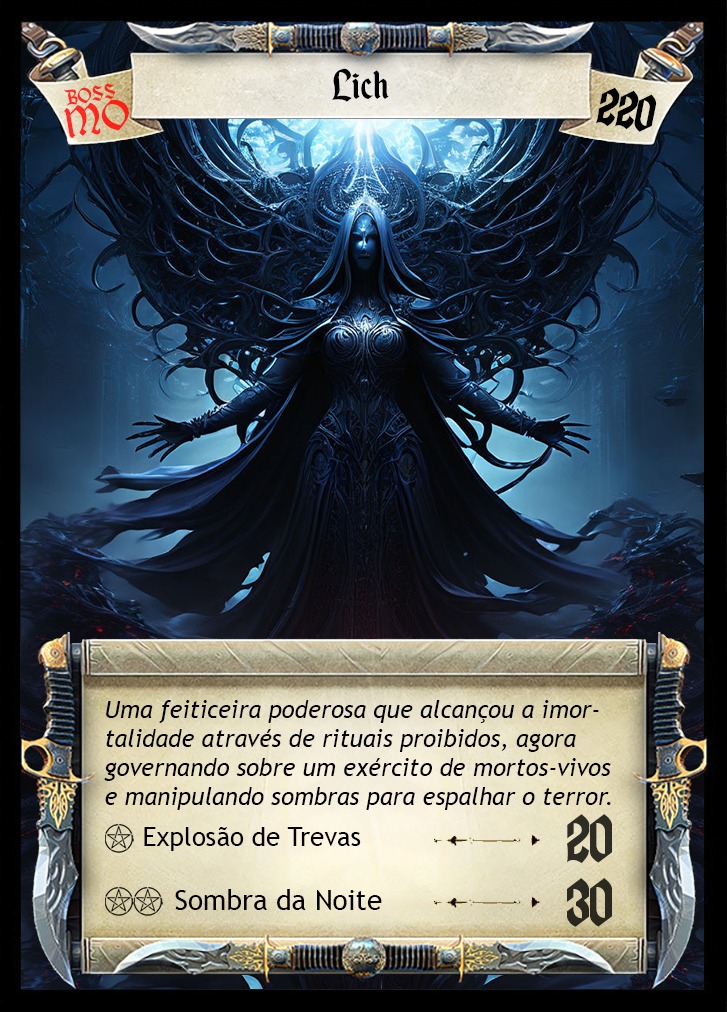 Lich
BOSS
MO
220
Uma feiticeira poderosa que alcançou a imor-
talidade através de rituais proibidos, agora
governando sobre um exército de mortos-vivos
e manipulando sombras para espalhar o terror.
Explosão de Trevas 20
Sombra da Noite 30